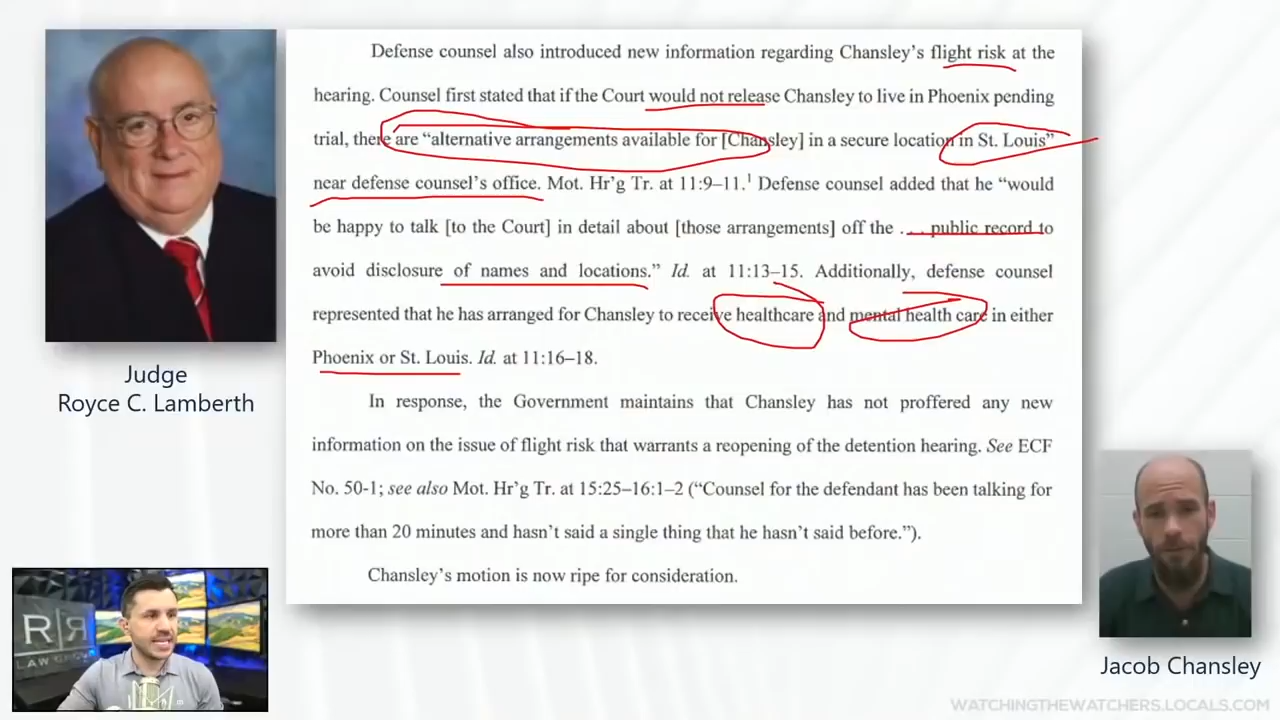 Defense counsel also introduced new information regarding Chansley's flight risk at the
hearing. Counsel first stated that if the Court would not release Chansley to live in Phoenix pending
trial, there are “alternative arrangements available for [Chansley] in a secure location in St. Louis”
near defense counsel's office. Mot. Hr'g Tr. at 11:9–11.¹ Defense counsel added that he “would
be happy to talk [to the Court] in detail about [those arrangements] off the . . . public record to
avoid disclosure of names and locations.” Id. at 11:13–15. Additionally, defense counsel
represented that he has arranged for Chansley to receive healthcare and mental health care in either
Phoenix or St. Louis. Id. at 11:16–18.
In response, the Government maintains that Chansley has not proffered any new
information on the issue of flight risk that warrants a reopening of the detention hearing. See ECF
No. 50-1; see also Mot. Hr'g Tr. at 15:25–16:1–2 (“Counsel for the defendant has been talking for
more than 20 minutes and hasn't said a single thing that he hasn't said before.”).
Chansley's motion is now ripe for consideration.
Judge
Royce C. Lamberth
R|R
LAW GROUP
Jacob Chansley
WATCHINGTHEWATCHERS.LOCALS.COM